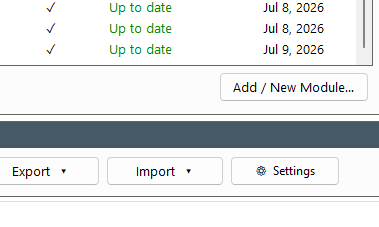 ✓ Up to date Jul 8, 2026
✓ Up to date Jul 8, 2026
✓ Up to date Jul 9, 2026
Add / New Module...
Export ▾ Import ▾ ⚙ Settings